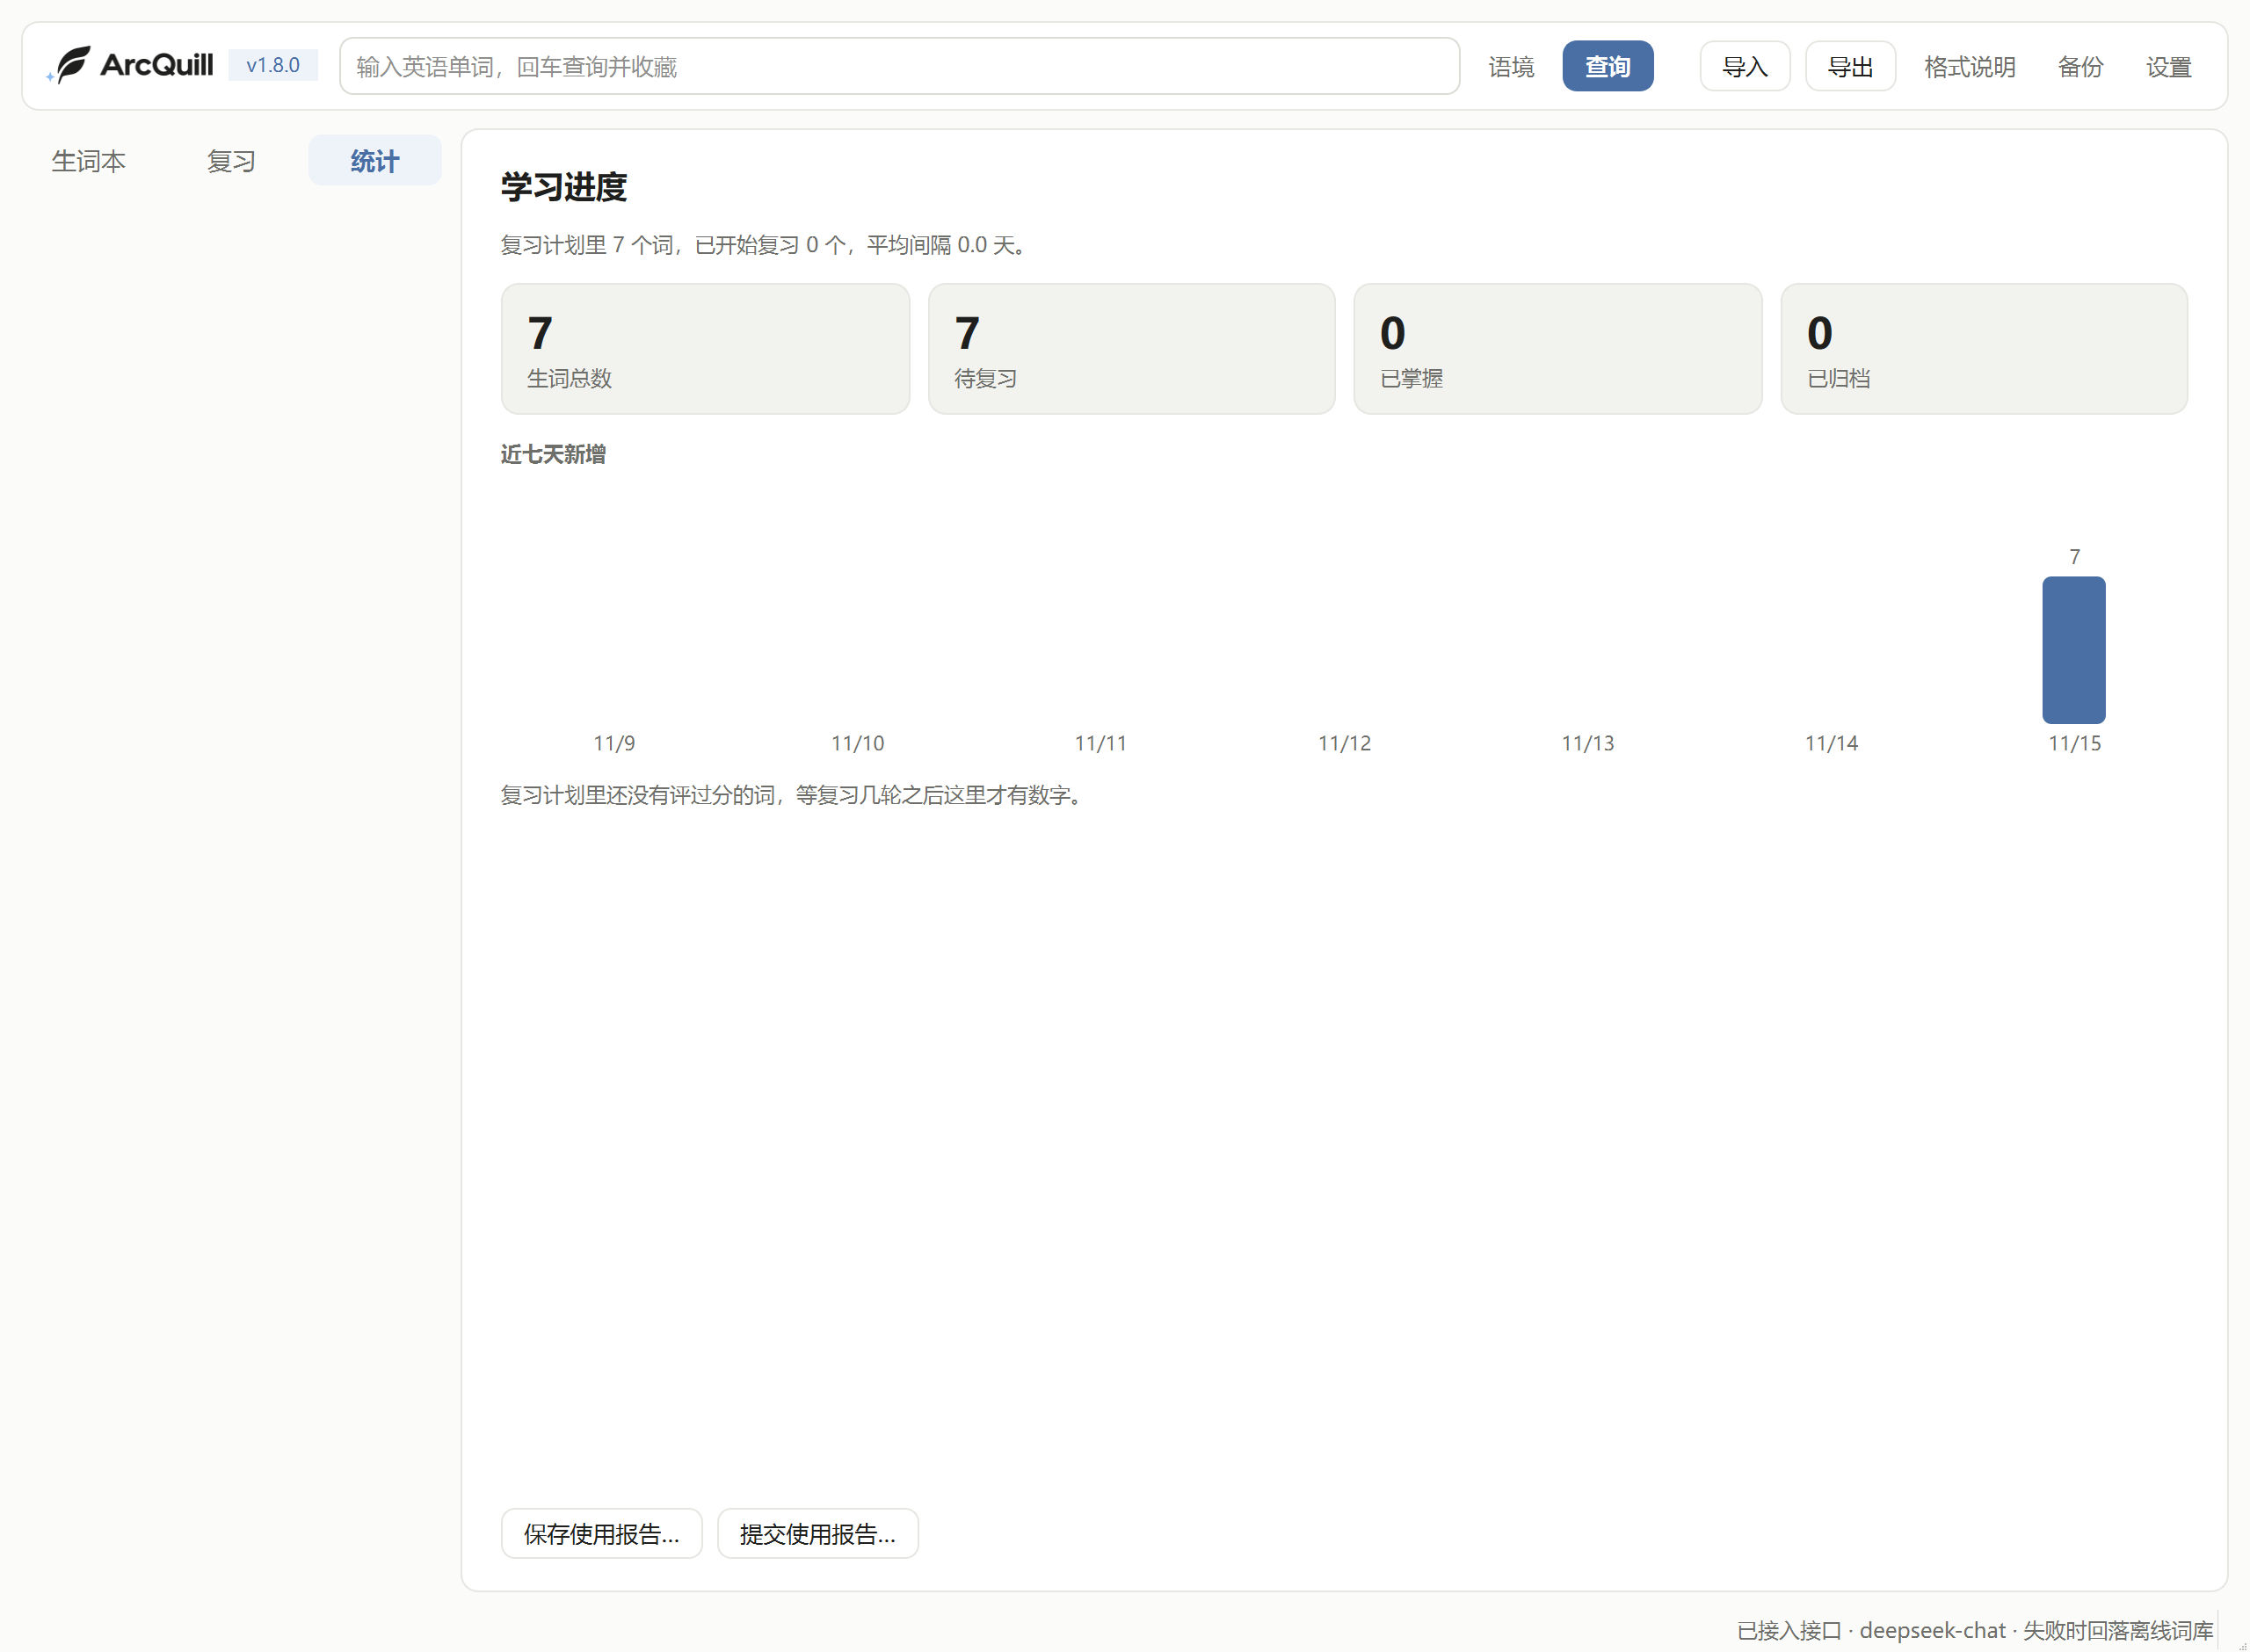 ArcQuill v1.8.0 输入英语单词，回车查询并收藏 语境 查询 导入 导出 格式说明 备份 设置
生词本 复习 统计
学习进度
复习计划里 7 个词，已开始复习 0 个，平均间隔 0.0 天。
7 7 0 0
生词总数 待复习 已掌握 已归档
近七天新增
7
11/9 11/10 11/11 11/12 11/13 11/14 11/15
复习计划里还没有评过分的词，等复习几轮之后这里才有数字。
保存使用报告... 提交使用报告...
已接入接口 · deepseek-chat · 失败时回落离线词库